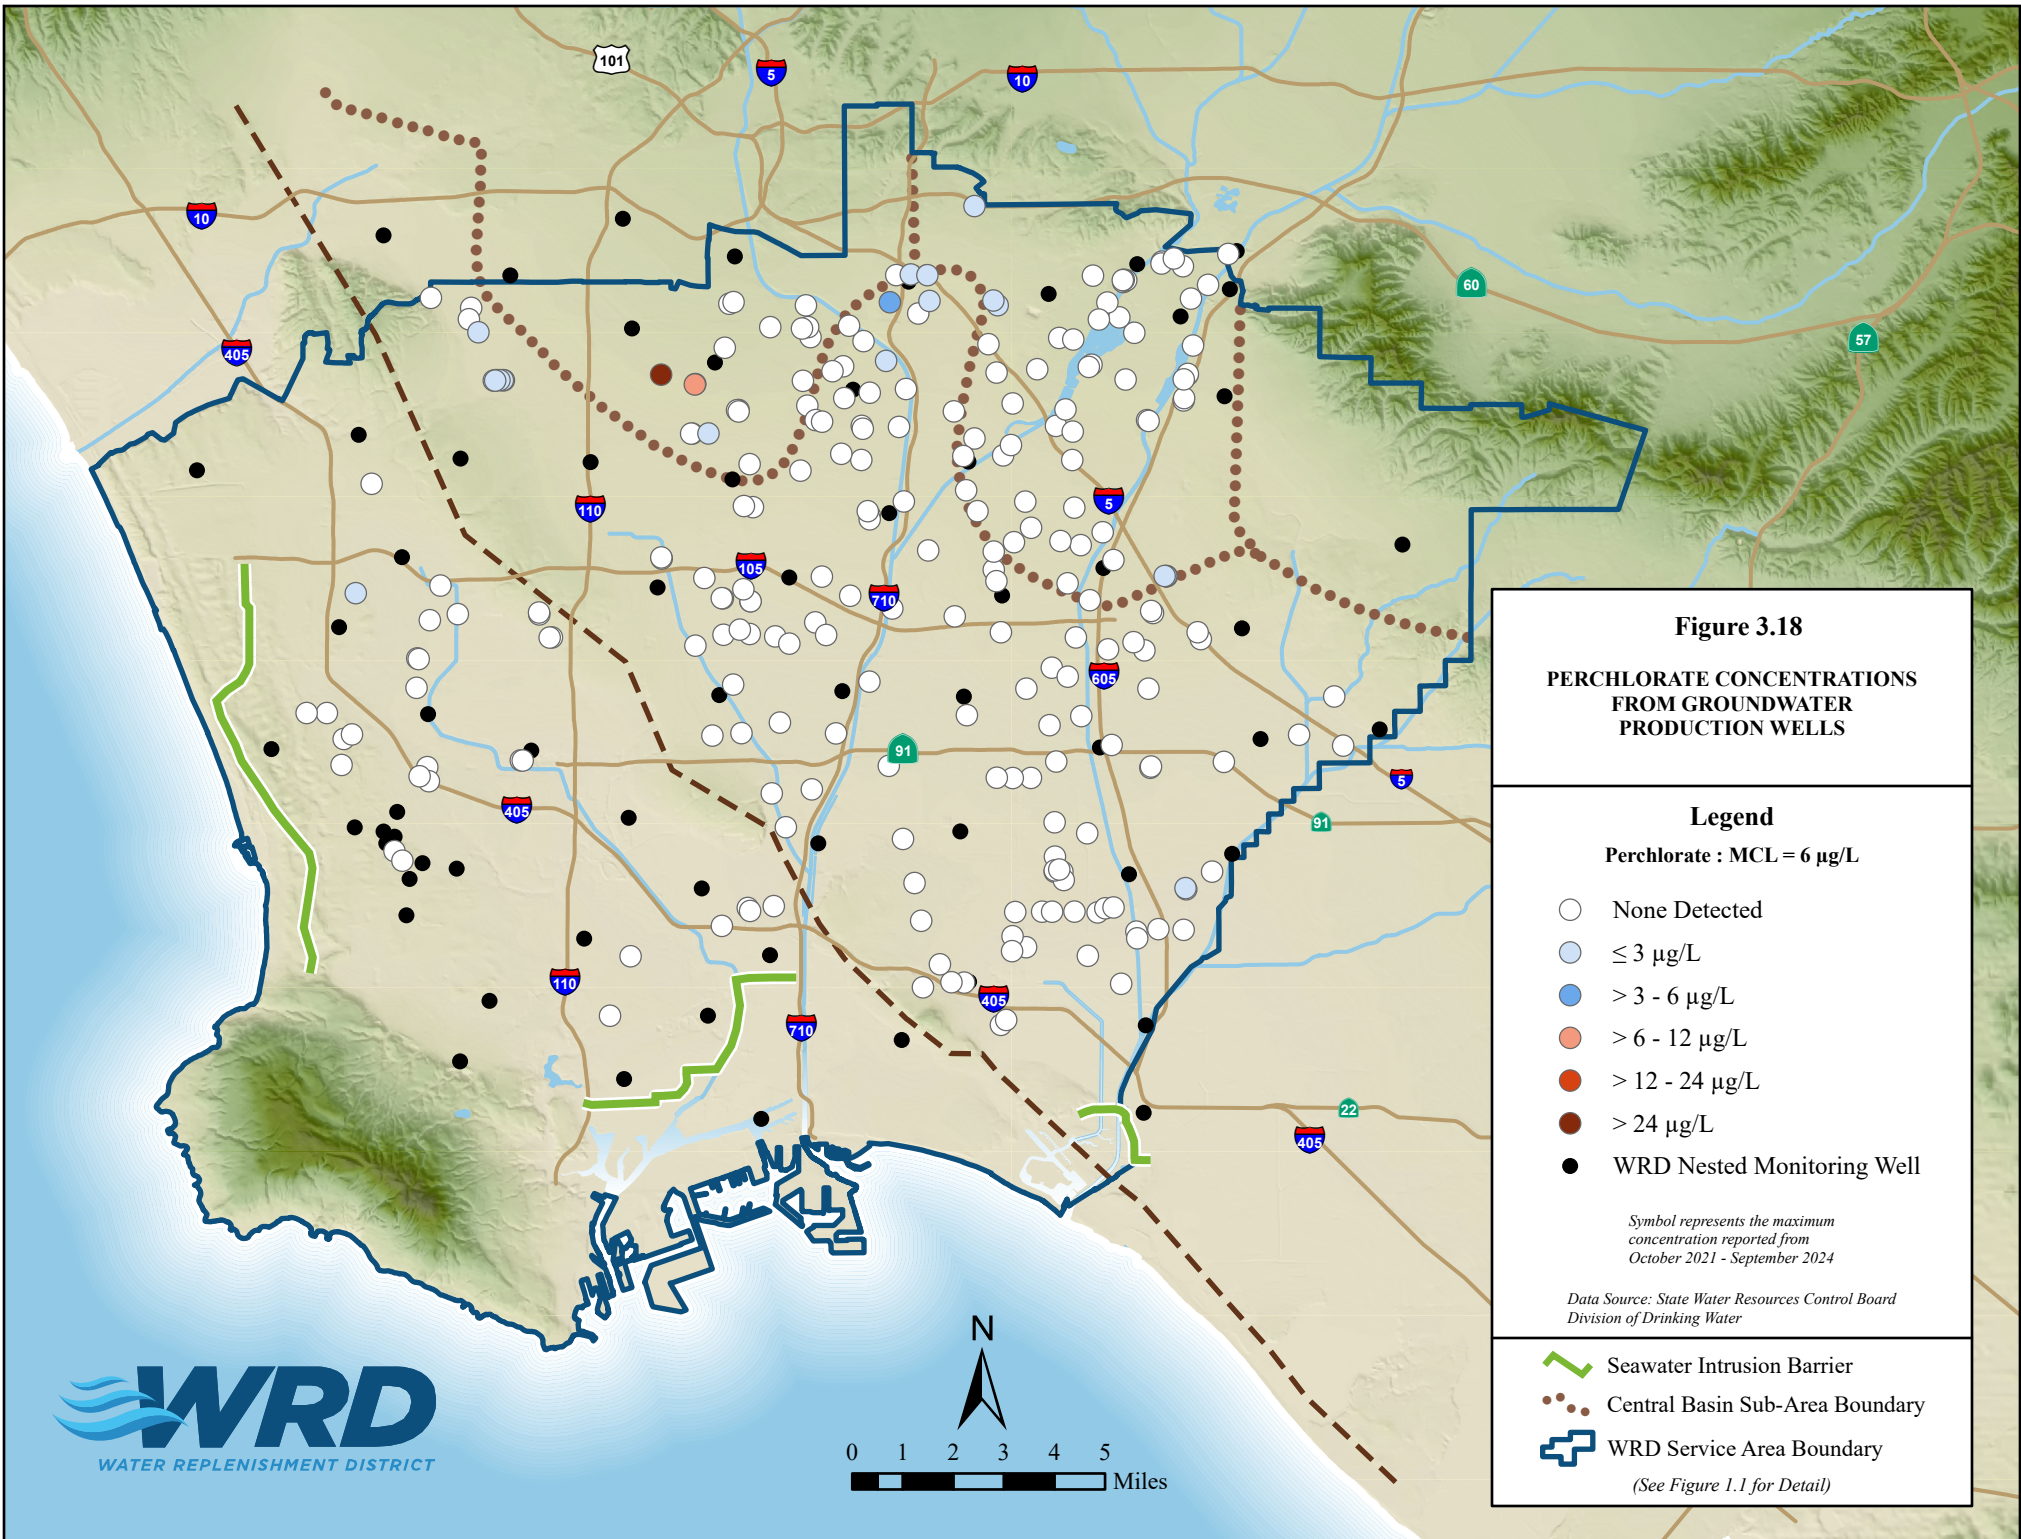 101
5
10
10
60
57
405
110
5
105
710
605
91
5
405
91
110
405
710
22
405
Figure 3.18
PERCHLORATE CONCENTRATIONS
FROM GROUNDWATER
PRODUCTION WELLS
Legend
Perchlorate : MCL = 6 µg/L
None Detected
≤ 3 µg/L
> 3 - 6 µg/L
> 6 - 12 µg/L
> 12 - 24 µg/L
> 24 µg/L
WRD Nested Monitoring Well
Symbol represents the maximum
concentration reported from
October 2021 - September 2024
Data Source: State Water Resources Control Board
Division of Drinking Water
Seawater Intrusion Barrier
Central Basin Sub-Area Boundary
WRD Service Area Boundary
(See Figure 1.1 for Detail)
N
0 1 2 3 4 5
Miles
WRD
WATER REPLENISHMENT DISTRICT